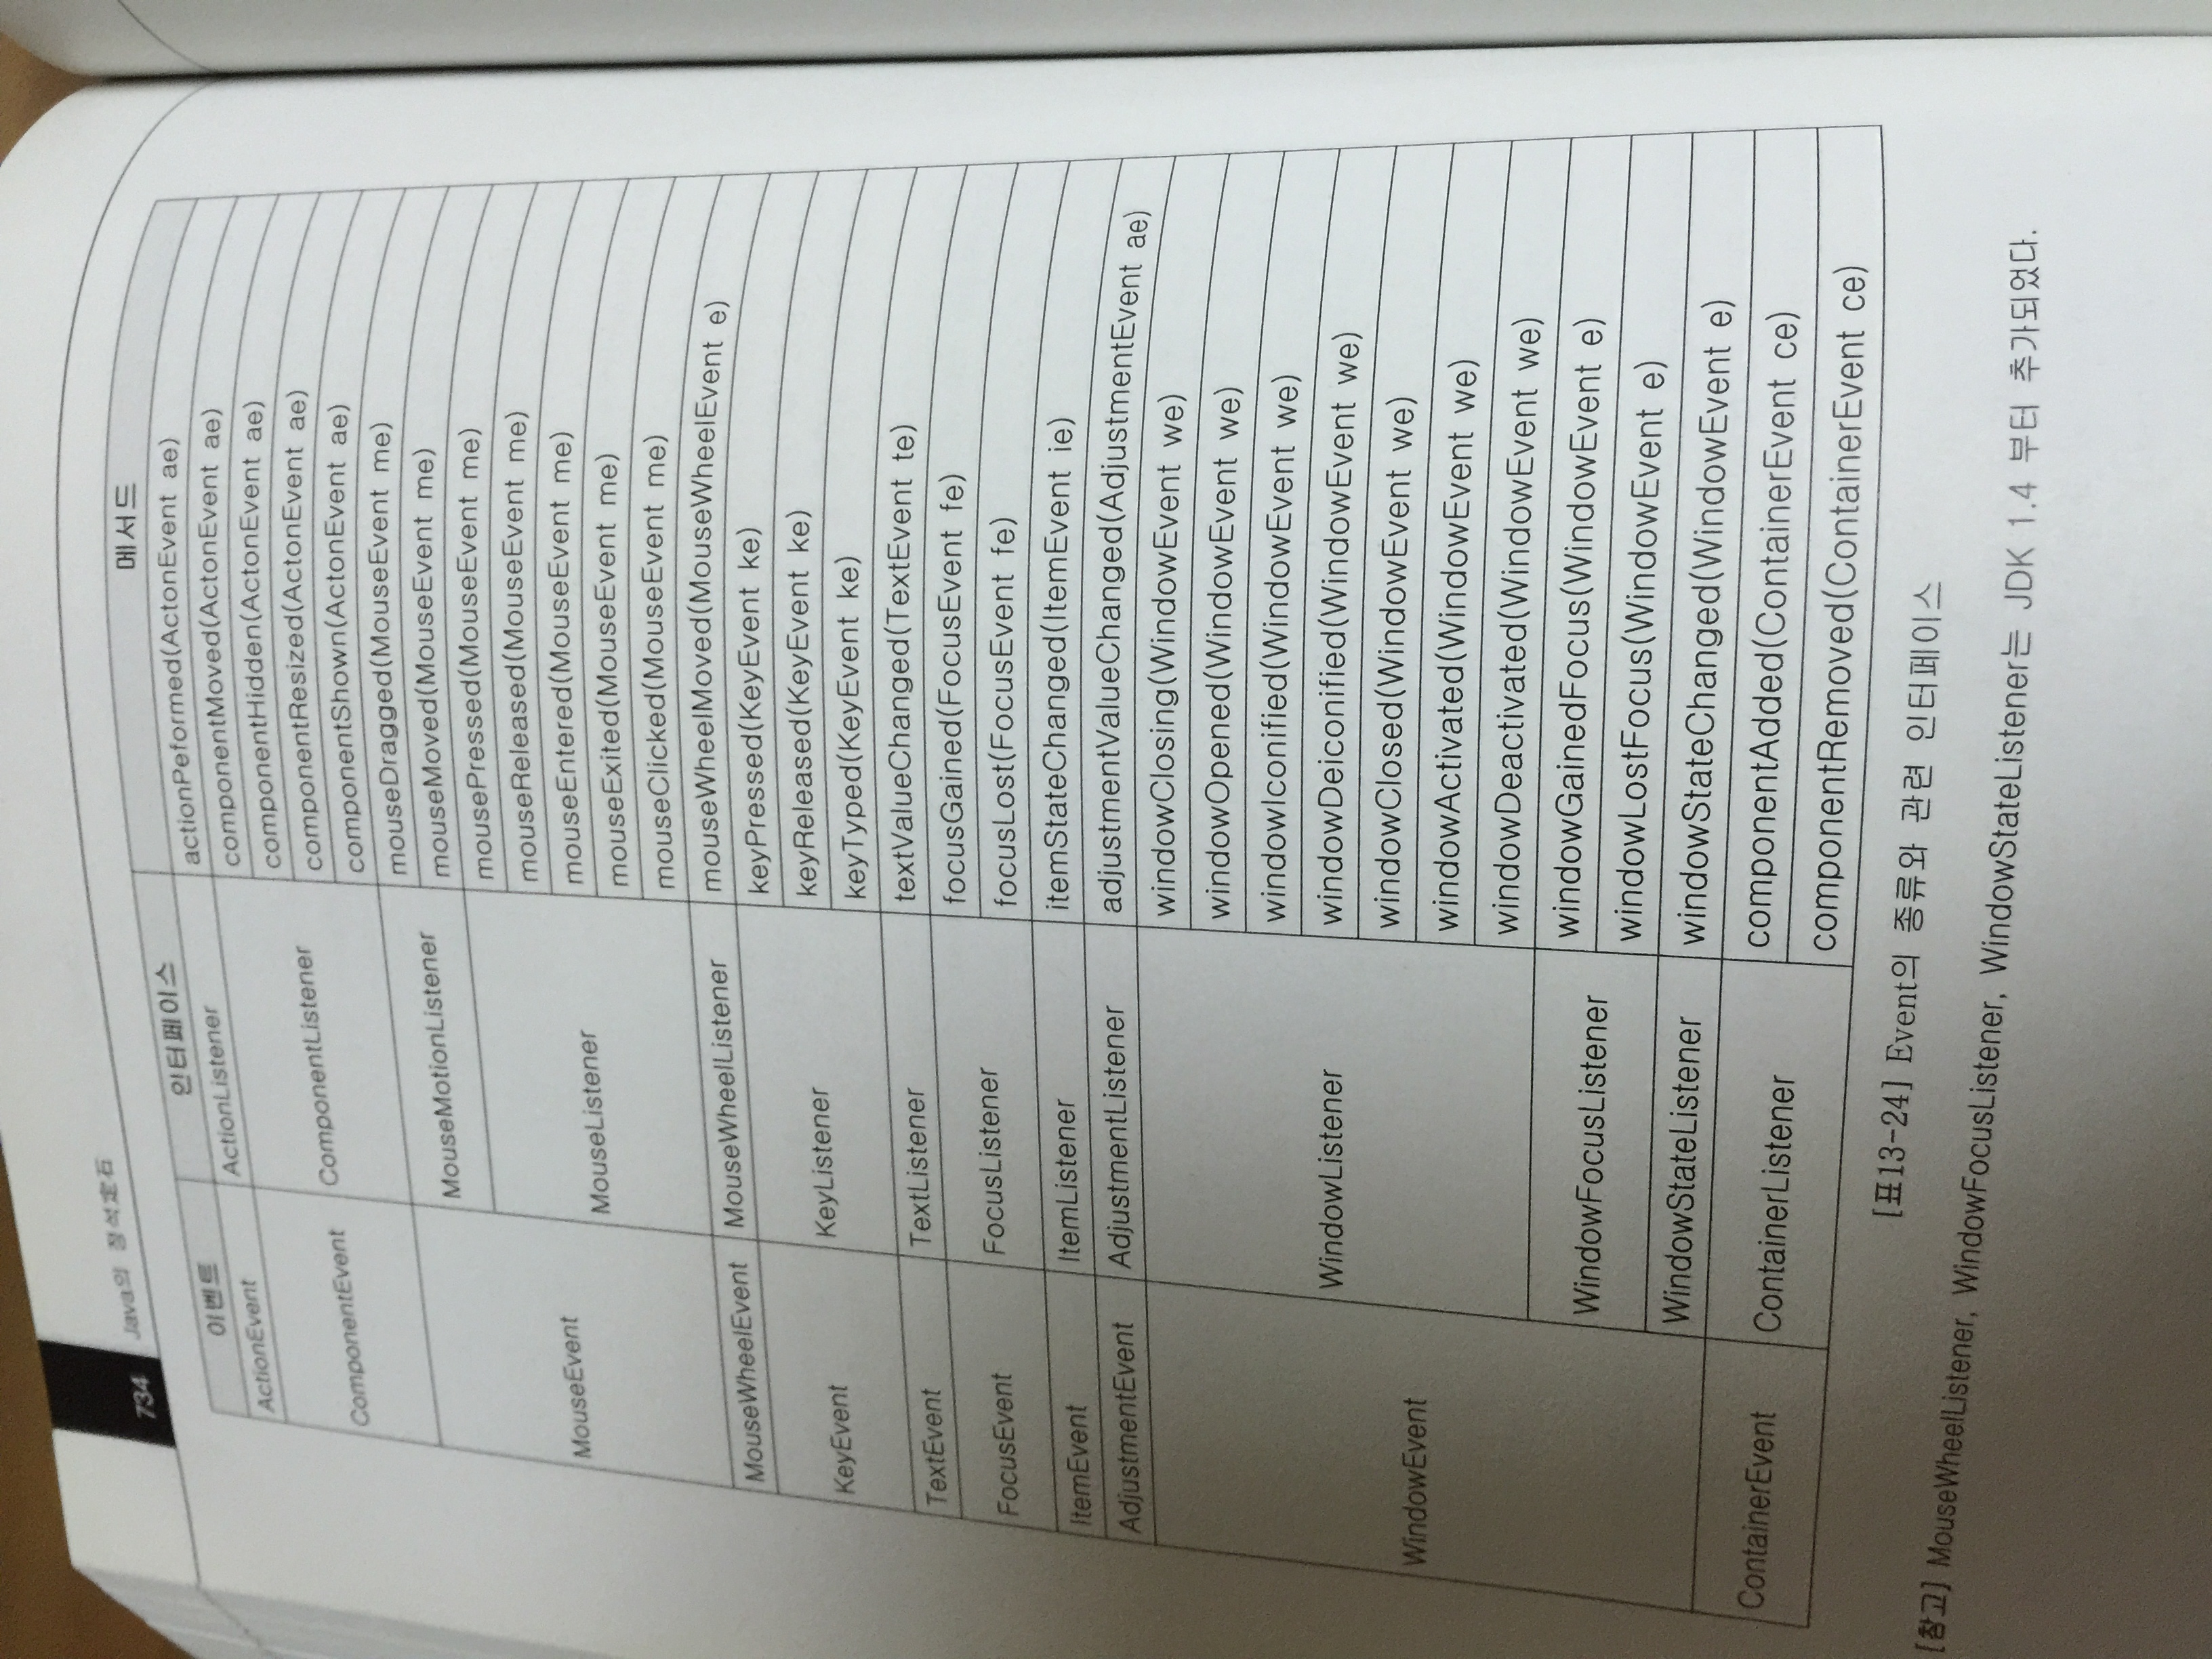 734 Java의 정석定石
이벤트 인터페이스 메서드
ActionEvent ActionListener actionPeformed(ActonEvent ae)
ComponentEvent ComponentListener componentMoved(ActonEvent ae)
componentHidden(ActonEvent ae)
componentResized(ActonEvent ae)
componentShown(ActonEvent ae)
MouseEvent MouseMotionListener mouseDragged(MouseEvent me)
mouseMoved(MouseEvent me)
MouseListener mousePressed(MouseEvent me)
mouseReleased(MouseEvent me)
mouseEntered(MouseEvent me)
mouseExited(MouseEvent me)
mouseClicked(MouseEvent me)
MouseWheelEvent MouseWheelListener mouseWheelMoved(MouseWheelEvent e)
KeyEvent KeyListener keyPressed(KeyEvent ke)
keyReleased(KeyEvent ke)
keyTyped(KeyEvent ke)
TextEvent TextListener textValueChanged(TextEvent te)
FocusEvent FocusListener focusGained(FocusEvent fe)
focusLost(FocusEvent fe)
ItemEvent ItemListener itemStateChanged(ItemEvent ie)
AdjustmentEvent AdjustmentListener adjustmentValueChanged(AdjustmentEvent ae)
WindowEvent WindowListener windowClosing(WindowEvent we)
windowOpened(WindowEvent we)
windowIconified(WindowEvent we)
windowDeiconified(WindowEvent we)
windowClosed(WindowEvent we)
windowActivated(WindowEvent we)
windowDeactivated(WindowEvent we)
WindowFocusListener windowGainedFocus(WindowEvent e)
windowLostFocus(WindowEvent e)
WindowStateListener windowStateChanged(WindowEvent e)
ContainerEvent ContainerListener componentAdded(ContainerEvent ce)
componentRemoved(ContainerEvent ce)
[표13-24] Event의 종류와 관련 인터페이스
[참고] MouseWheelListener, WindowFocusListener, WindowStateListener는 JDK 1.4 부터 추가되었다.